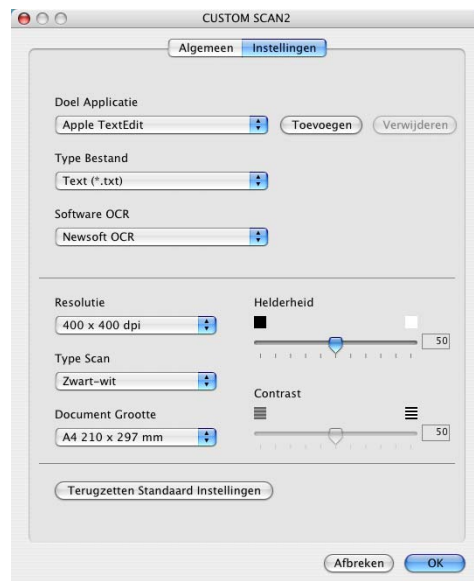 CUSTOM SCAN2
Algemeen Instellingen
Doel Applicatie
Apple TextEdit Toevoegen Verwijderen
Type Bestand
Text (*.txt)
Software OCR
Newsoft OCR
Resolutie Helderheid
400 x 400 dpi 50
Type Scan
Zwart-wit
Contrast
Document Grootte
A4 210 x 297 mm 50
Terugzetten Standaard Instellingen
Afbreken OK